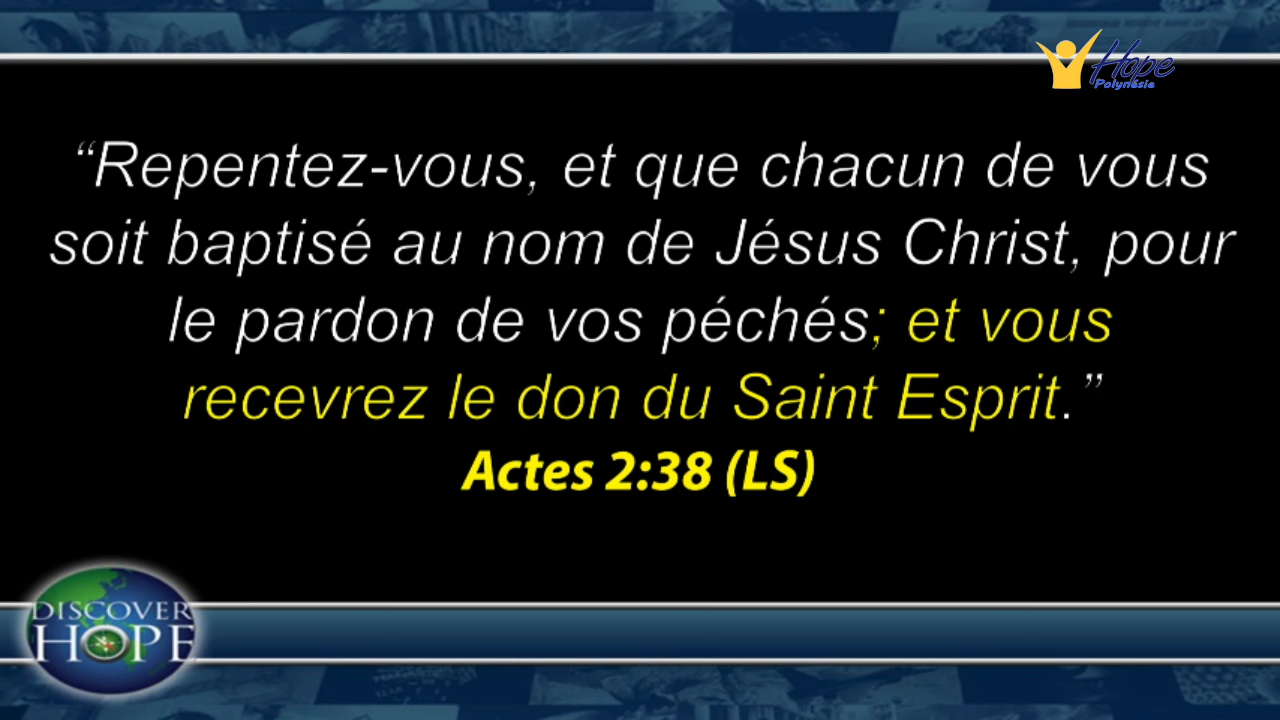 Hope
Polynésie
“Repentez-vous, et que chacun de vous
soit baptisé au nom de Jésus Christ, pour
le pardon de vos péchés; et vous
recevrez le don du Saint Esprit.”
Actes 2:38 (LS)
DISCOVER
HOPE